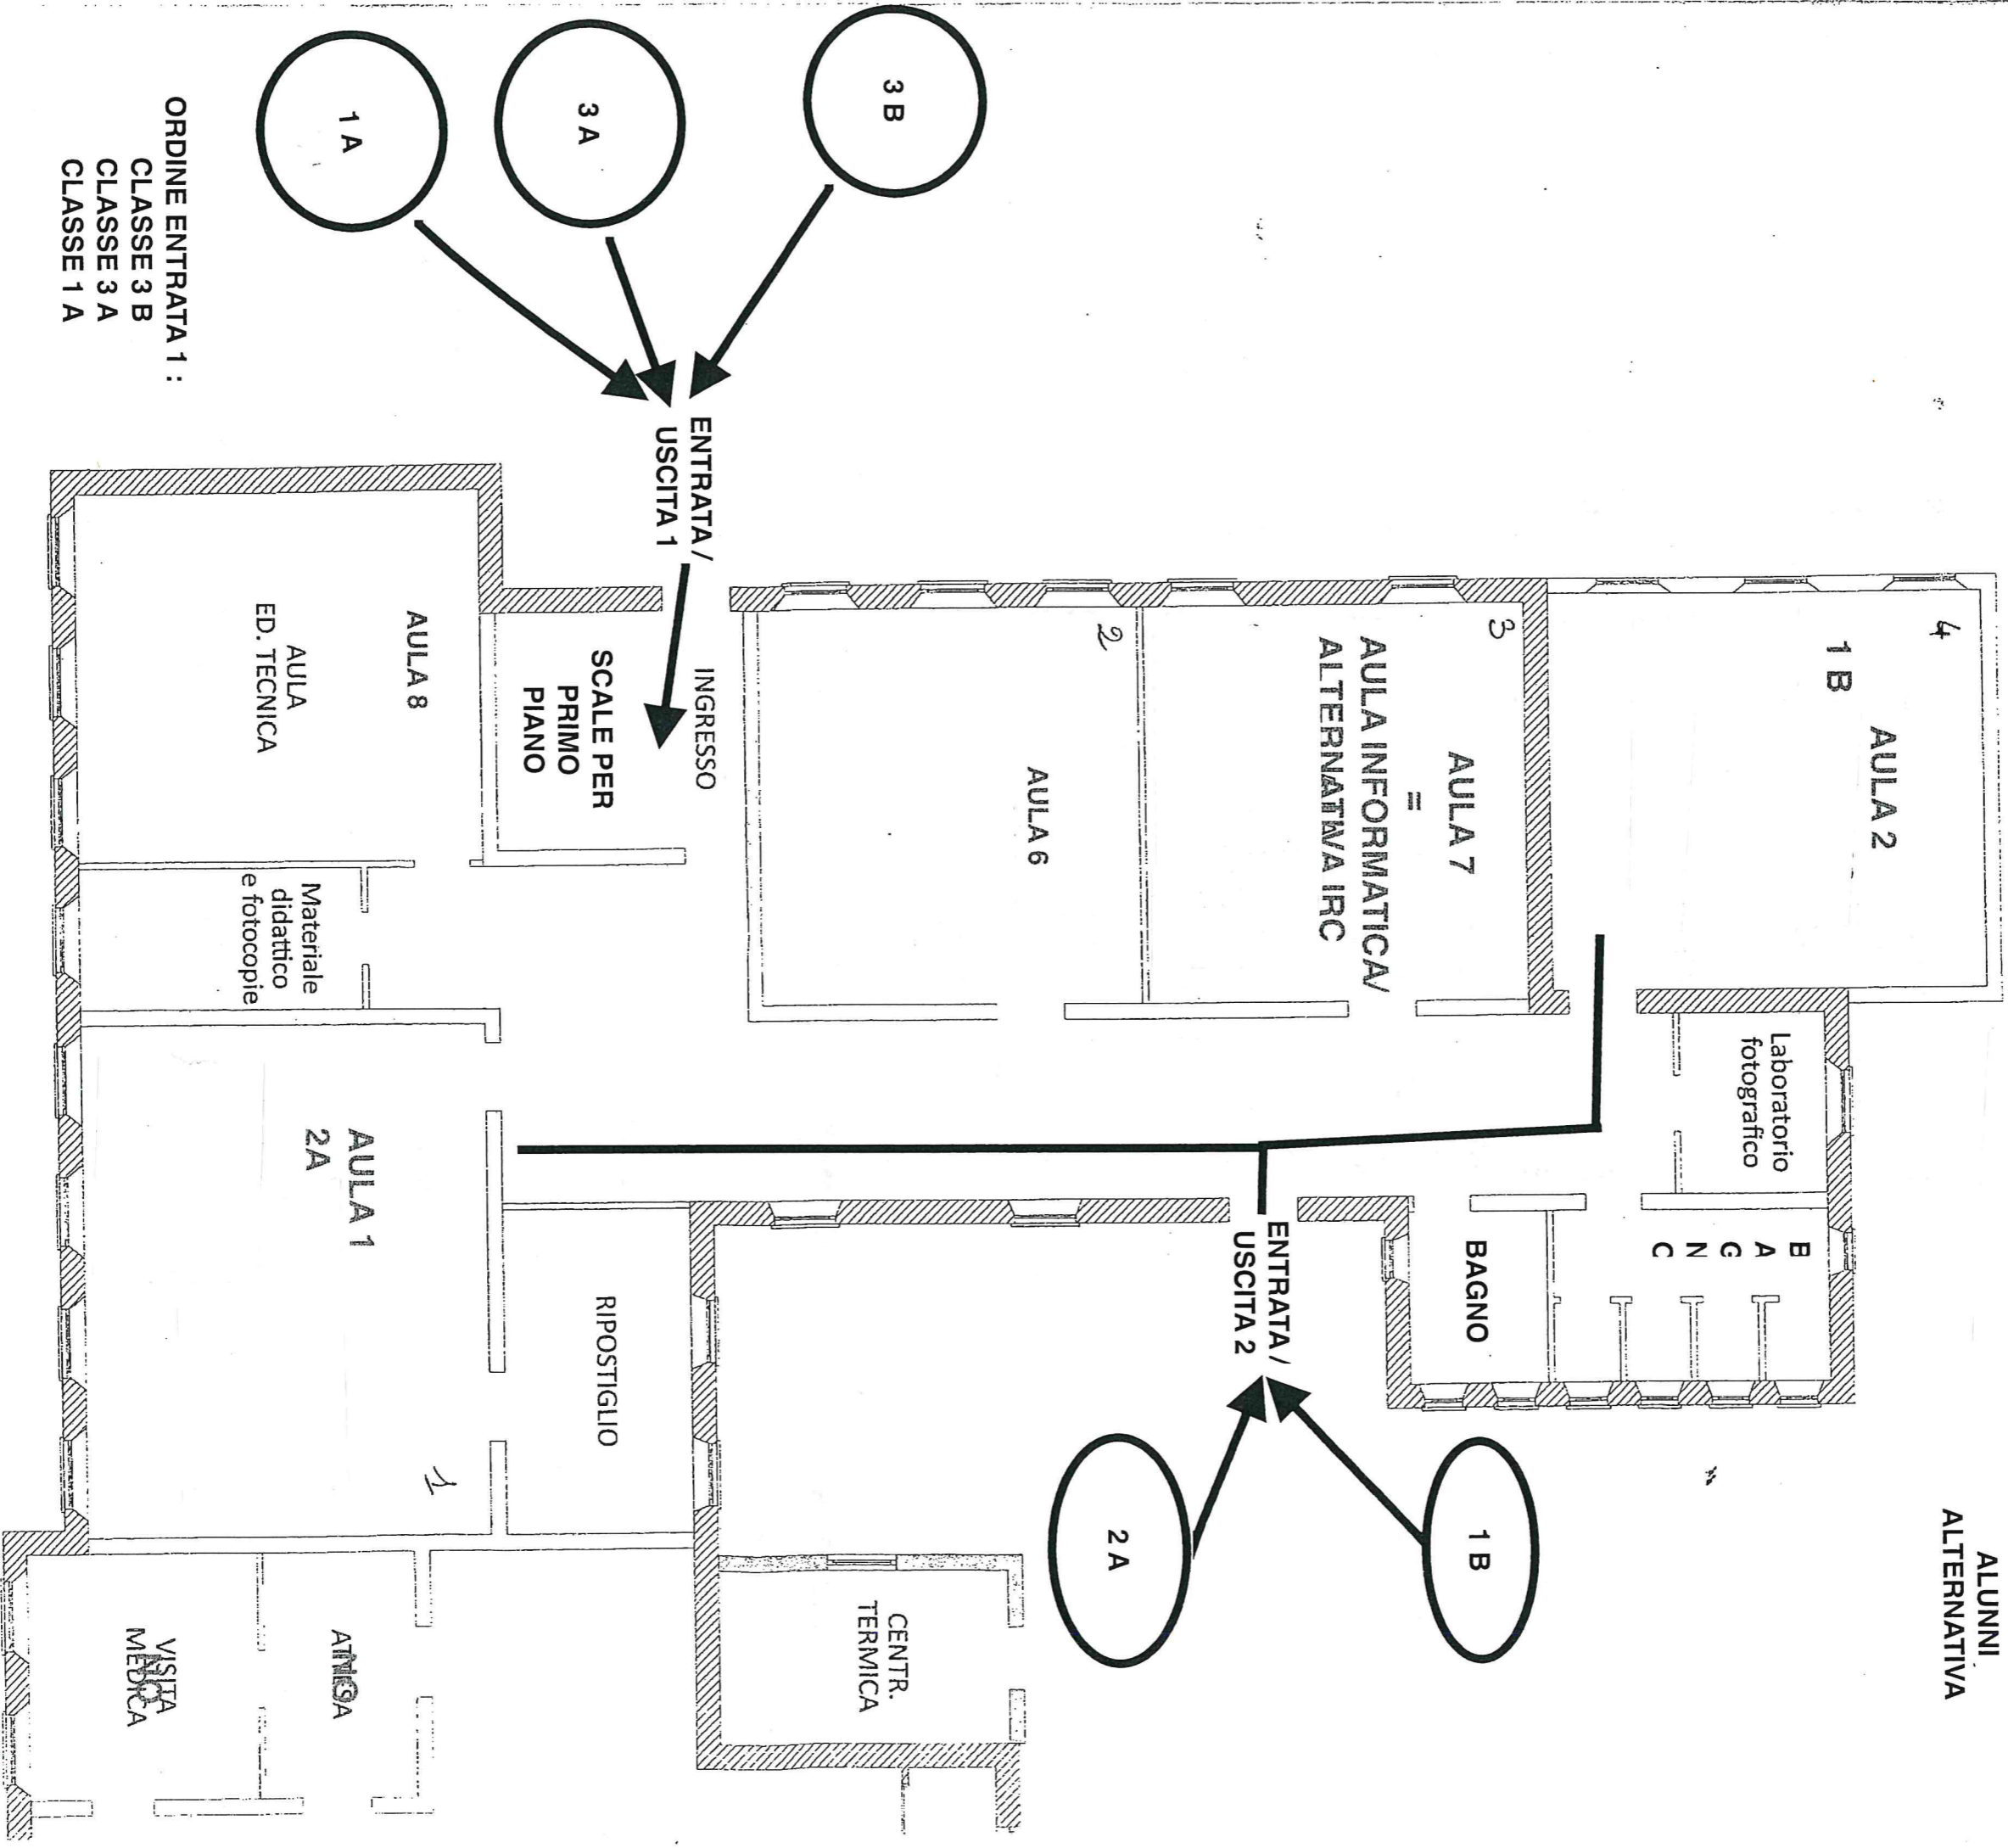 ALUNNI
ALTERNATIVA
4
AULA 2
1 B
Laboratorio
fotografico
B
A
G
N
C
BAGNO
1 B
3
AULA 7
=
AULA INFORMATICA/
ALTERNATIVA IRC
ENTRATA /
USCITA 2
2 A
2
AULA 6
3 B
3 A
1 A
ENTRATA /
USCITA 1
INGRESSO
SCALE PER
PRIMO
PIANO
CENTR.
TERMICA
RIPOSTIGLIO
AULA 8
AULA
ED. TECNICA
Materiale
didattico
e fotocopie
1
AULA 1
2A
VISITA
MEDICA
ORDINE ENTRATA 1 :
CLASSE 3 B
CLASSE 3 A
CLASSE 1 A